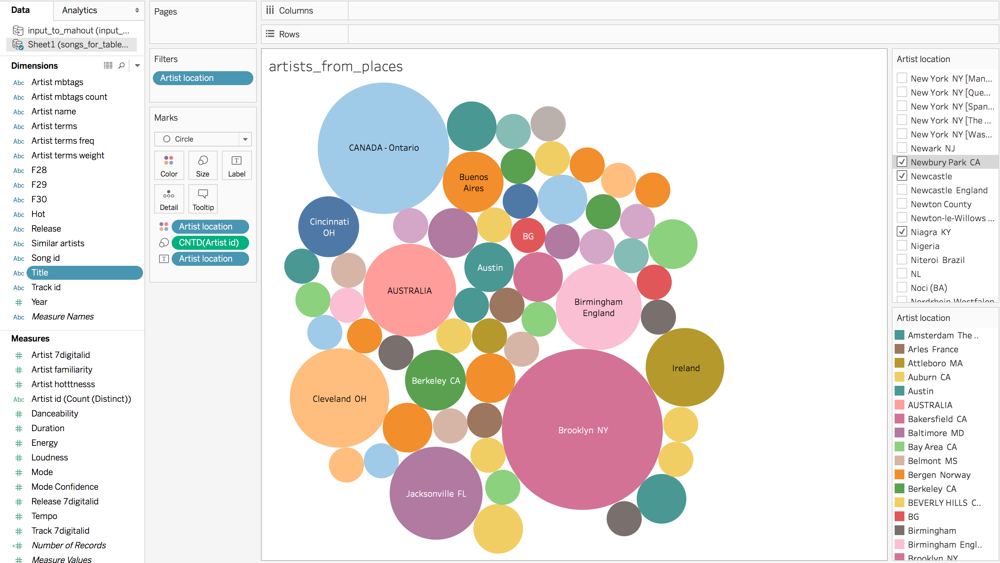 Data
Analytics
input_to_mahout (input_...
Sheet1 (songs_for_table...
Dimensions
Abc Artist mbtags
Abc Artist mbtags count
Abc Artist name
Abc Artist terms
Abc Artist terms freq
Abc Artist terms weight
Abc F28
Abc F29
Abc F30
Abc Hot
Abc Release
Abc Similar artists
Abc Song id
Abc Title
Abc Track id
# Year
Abc Measure Names
Measures
# Artist 7digitalid
# Artist familiarity
# Artist hotttnesss
Abc Artist id (Count (Distinct))
# Danceability
# Duration
# Energy
# Loudness
# Mode
# Mode Confidence
# Release 7digitalid
# Tempo
# Track 7digitalid
=# Number of Records
# Measure Values
Pages
Filters
Artist location
Marks
Circle
Color
Size
T
Label
Detail
Tooltip
Artist location
CNTD(Artist id)
T Artist location
Columns
Rows
artists_from_places
CANADA - Ontario
Buenos
Aires
Cincinnati
OH
BG
Austin
AUSTRALIA
Birmingham
England
Ireland
Berkeley CA
Cleveland OH
Brooklyn NY
Jacksonville FL
Artist location
New York NY [Man...
New York NY [Que...
New York NY [Span...
New York NY [The ...
New York NY [Was...
Newark NJ
Newbury Park CA
Newcastle
Newcastle England
Newton County
Newton-le-Willows ...
Niagra KY
Nigeria
Niteroi Brazil
NL
Noci (BA)
Nordrhein Westfalen
Artist location
Amsterdam The ..
Arles France
Attleboro MA
Auburn CA
Austin
AUSTRALIA
Bakersfield CA
Baltimore MD
Bay Area CA
Belmont MS
Bergen Norway
Berkeley CA
BEVERLY HILLS C..
BG
Birmingham
Birmingham Engl..
Brooklyn NY